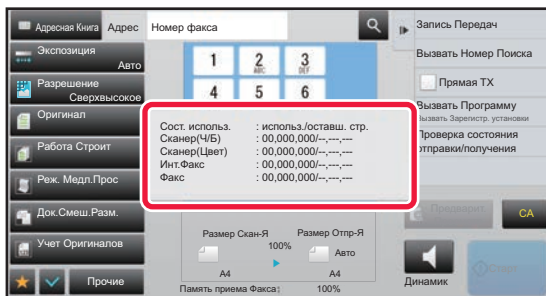 Адресная Книга
Адрес
Номер факса
Запись Передач
Экспозиция
Авто
1
2
ABC
3
DEF
Вызвать Номер Поиска
Разрешение
Сверхвысокое
4
5
6
Прямая TX
Вызвать Программу
Вызвать Зарегистр. установки
Оригинал
Сост. использ. : использ./оставш. стр.
Сканер(Ч/Б) : 00,000,000/--,---,---
Сканер(Цвет) : 00,000,000/--,---,---
Инт.Факс : 00,000,000/--,---,---
Факс : 00,000,000/--,---,---
Проверка состояния
отправки/получения
Работа Строит
Реж. Медл.Прос
Док.Смеш.Разм.
Предпросмт
CA
Учет Оригиналов
Размер Скан-Я
Размер Отпр-Я
100%
Авто
A4
A4
Прочие
Память приема Факса:
100%
Динамик